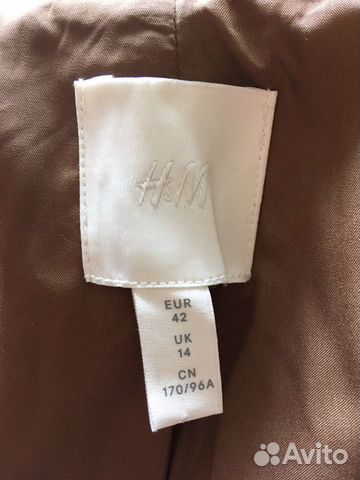 H&M
EUR
42
UK
14
CN
170/96A
Avito